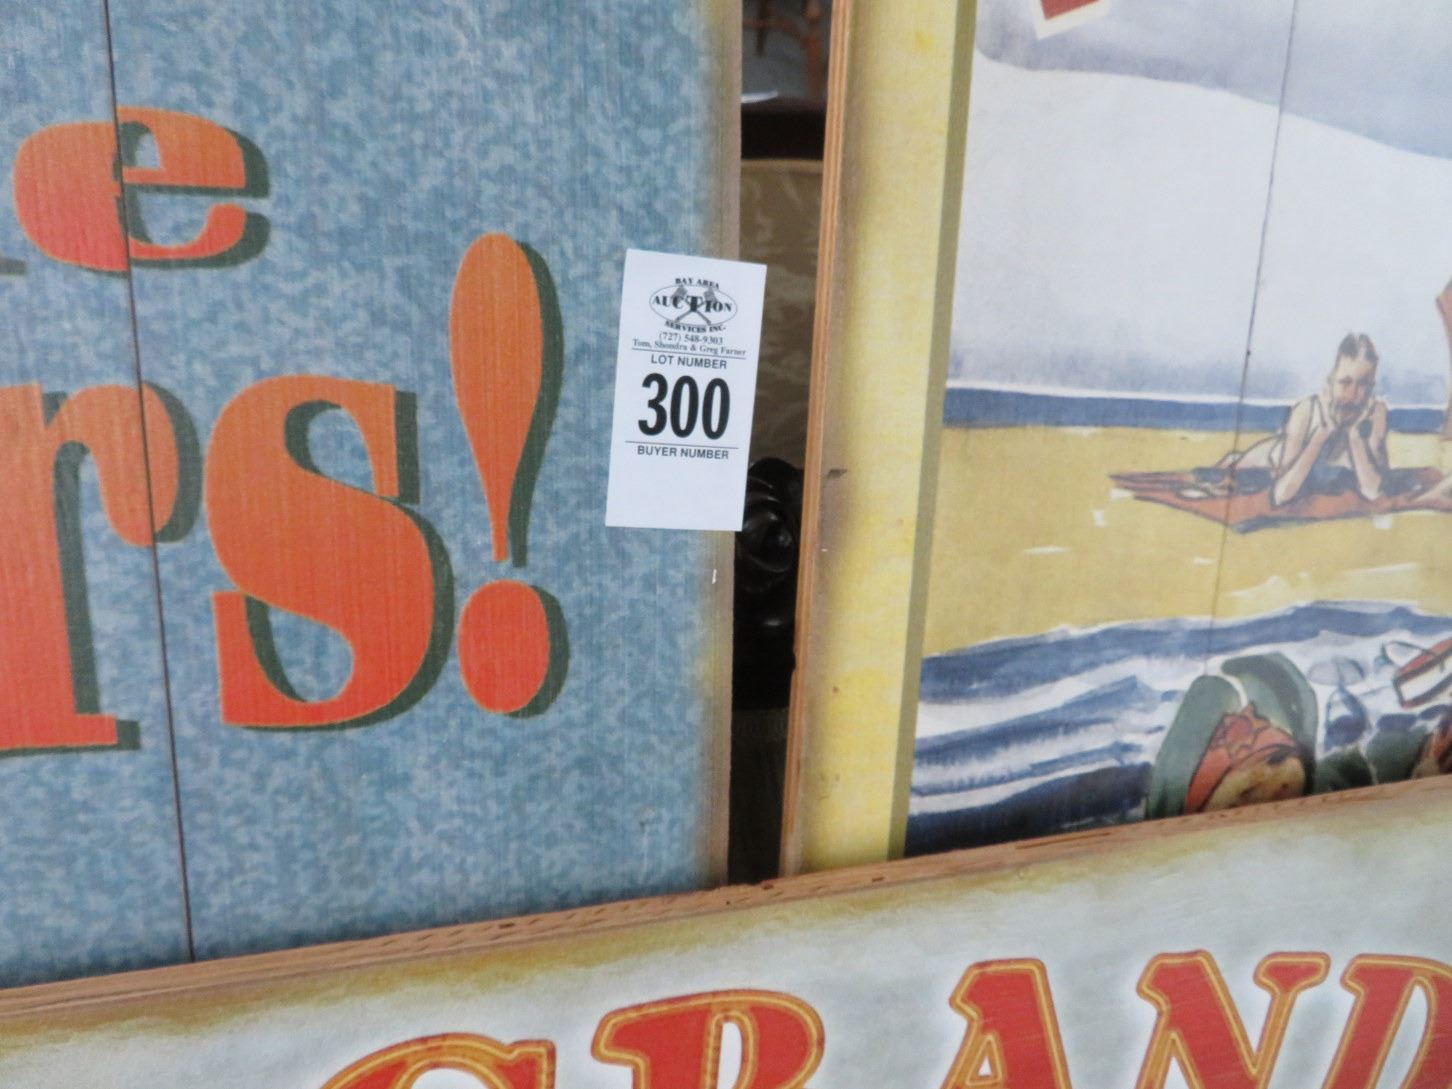 e
rs!
BAY AREA
AUCTION
SERVICES INC.
(727) 548-9303
Tom, Shondra & Greg Farner
LOT NUMBER
300
BUYER NUMBER
GRAND